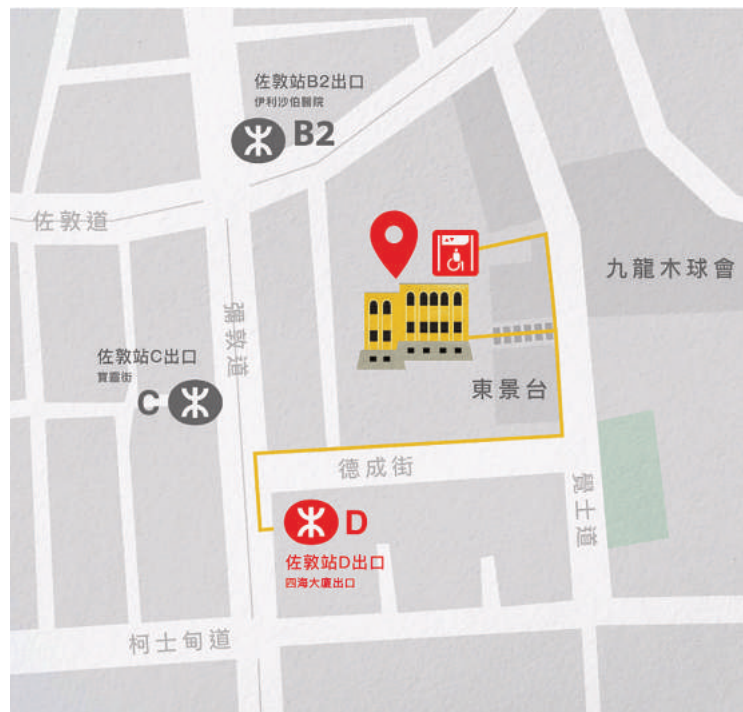 佐敦站B2出口
伊利沙伯醫院
B2
佐敦道
九龍木球會
彌敦道
佐敦站C出口
寶靈街
C
東景台
德成街
覺士道
D
佐敦站D出口
四海大廈出口
柯士甸道